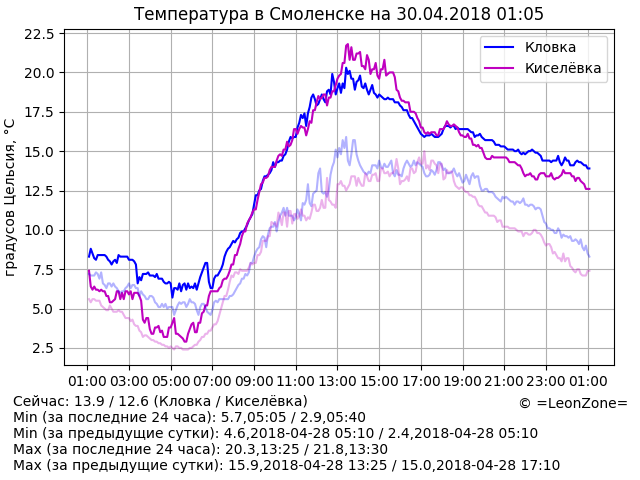 Температура в Смоленске на 30.04.2018 01:05
градусов Цельсия, °C
22.5
20.0
17.5
15.0
12.5
10.0
7.5
5.0
2.5
Кловка
Киселёвка
01:00 03:00 05:00 07:00 09:00 11:00 13:00 15:00 17:00 19:00 21:00 23:00 01:00
© =LeonZone=
Сейчас: 13.9 / 12.6 (Кловка / Киселёвка)
Min (за последние 24 часа): 5.7,05:05 / 2.9,05:40
Min (за предыдущие сутки): 4.6,2018-04-28 05:10 / 2.4,2018-04-28 05:10
Max (за последние 24 часа): 20.3,13:25 / 21.8,13:30
Max (за предыдущие сутки): 15.9,2018-04-28 13:25 / 15.0,2018-04-28 17:10